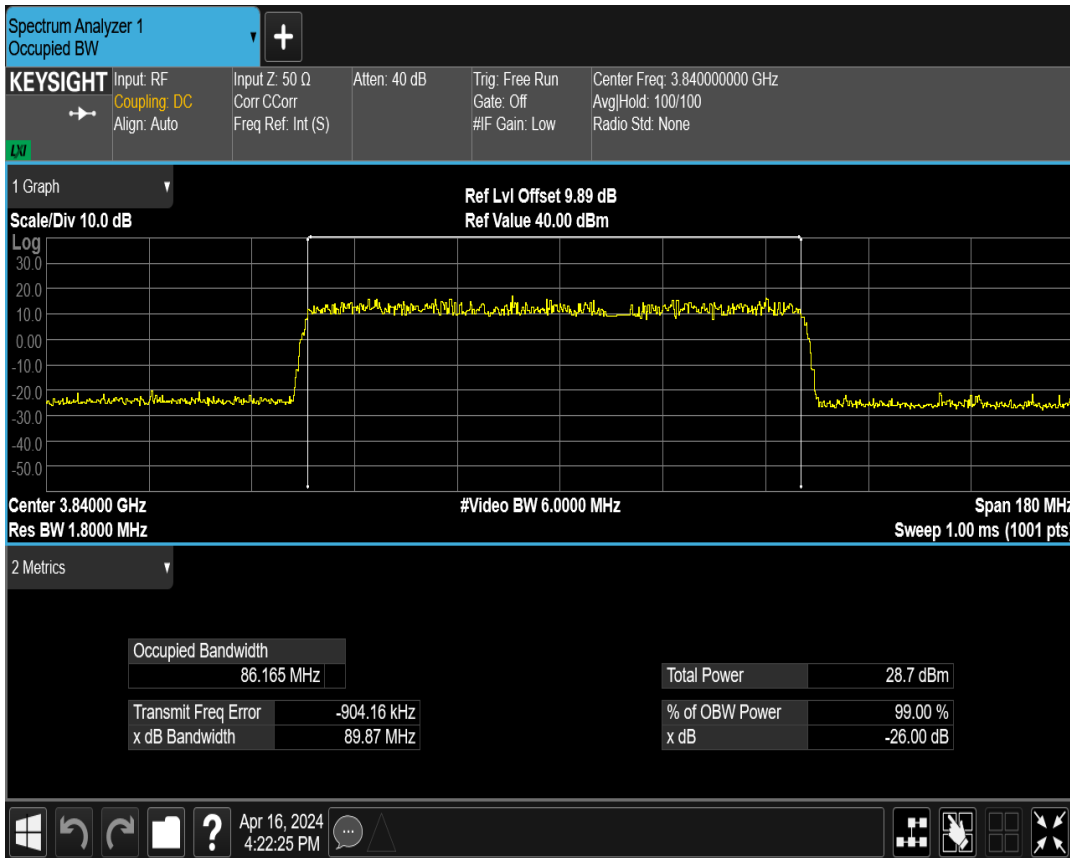 Spectrum Analyzer 1
Occupied BW
+
KEYSIGHT
LXI
Input: RF
Coupling: DC
Align: Auto
Input Z: 50 Ω
Corr CCorr
Freq Ref: Int (S)
Atten: 40 dB
Trig: Free Run
Gate: Off
#IF Gain: Low
Center Freq: 3.840000000 GHz
Avg|Hold: 100/100
Radio Std: None
1 Graph
Scale/Div 10.0 dB
Ref Lvl Offset 9.89 dB
Ref Value 40.00 dBm
Log
30.0
20.0
10.0
0.00
-10.0
-20.0
-30.0
-40.0
-50.0
Center 3.84000 GHz
#Video BW 6.0000 MHz
Span 180 MHz
Res BW 1.8000 MHz
Sweep 1.00 ms (1001 pts)
2 Metrics
Occupied Bandwidth
86.165 MHz
Total Power 28.7 dBm
Transmit Freq Error -904.16 kHz
% of OBW Power 99.00 %
x dB Bandwidth 89.87 MHz
x dB -26.00 dB
?
Apr 16, 2024
4:22:25 PM